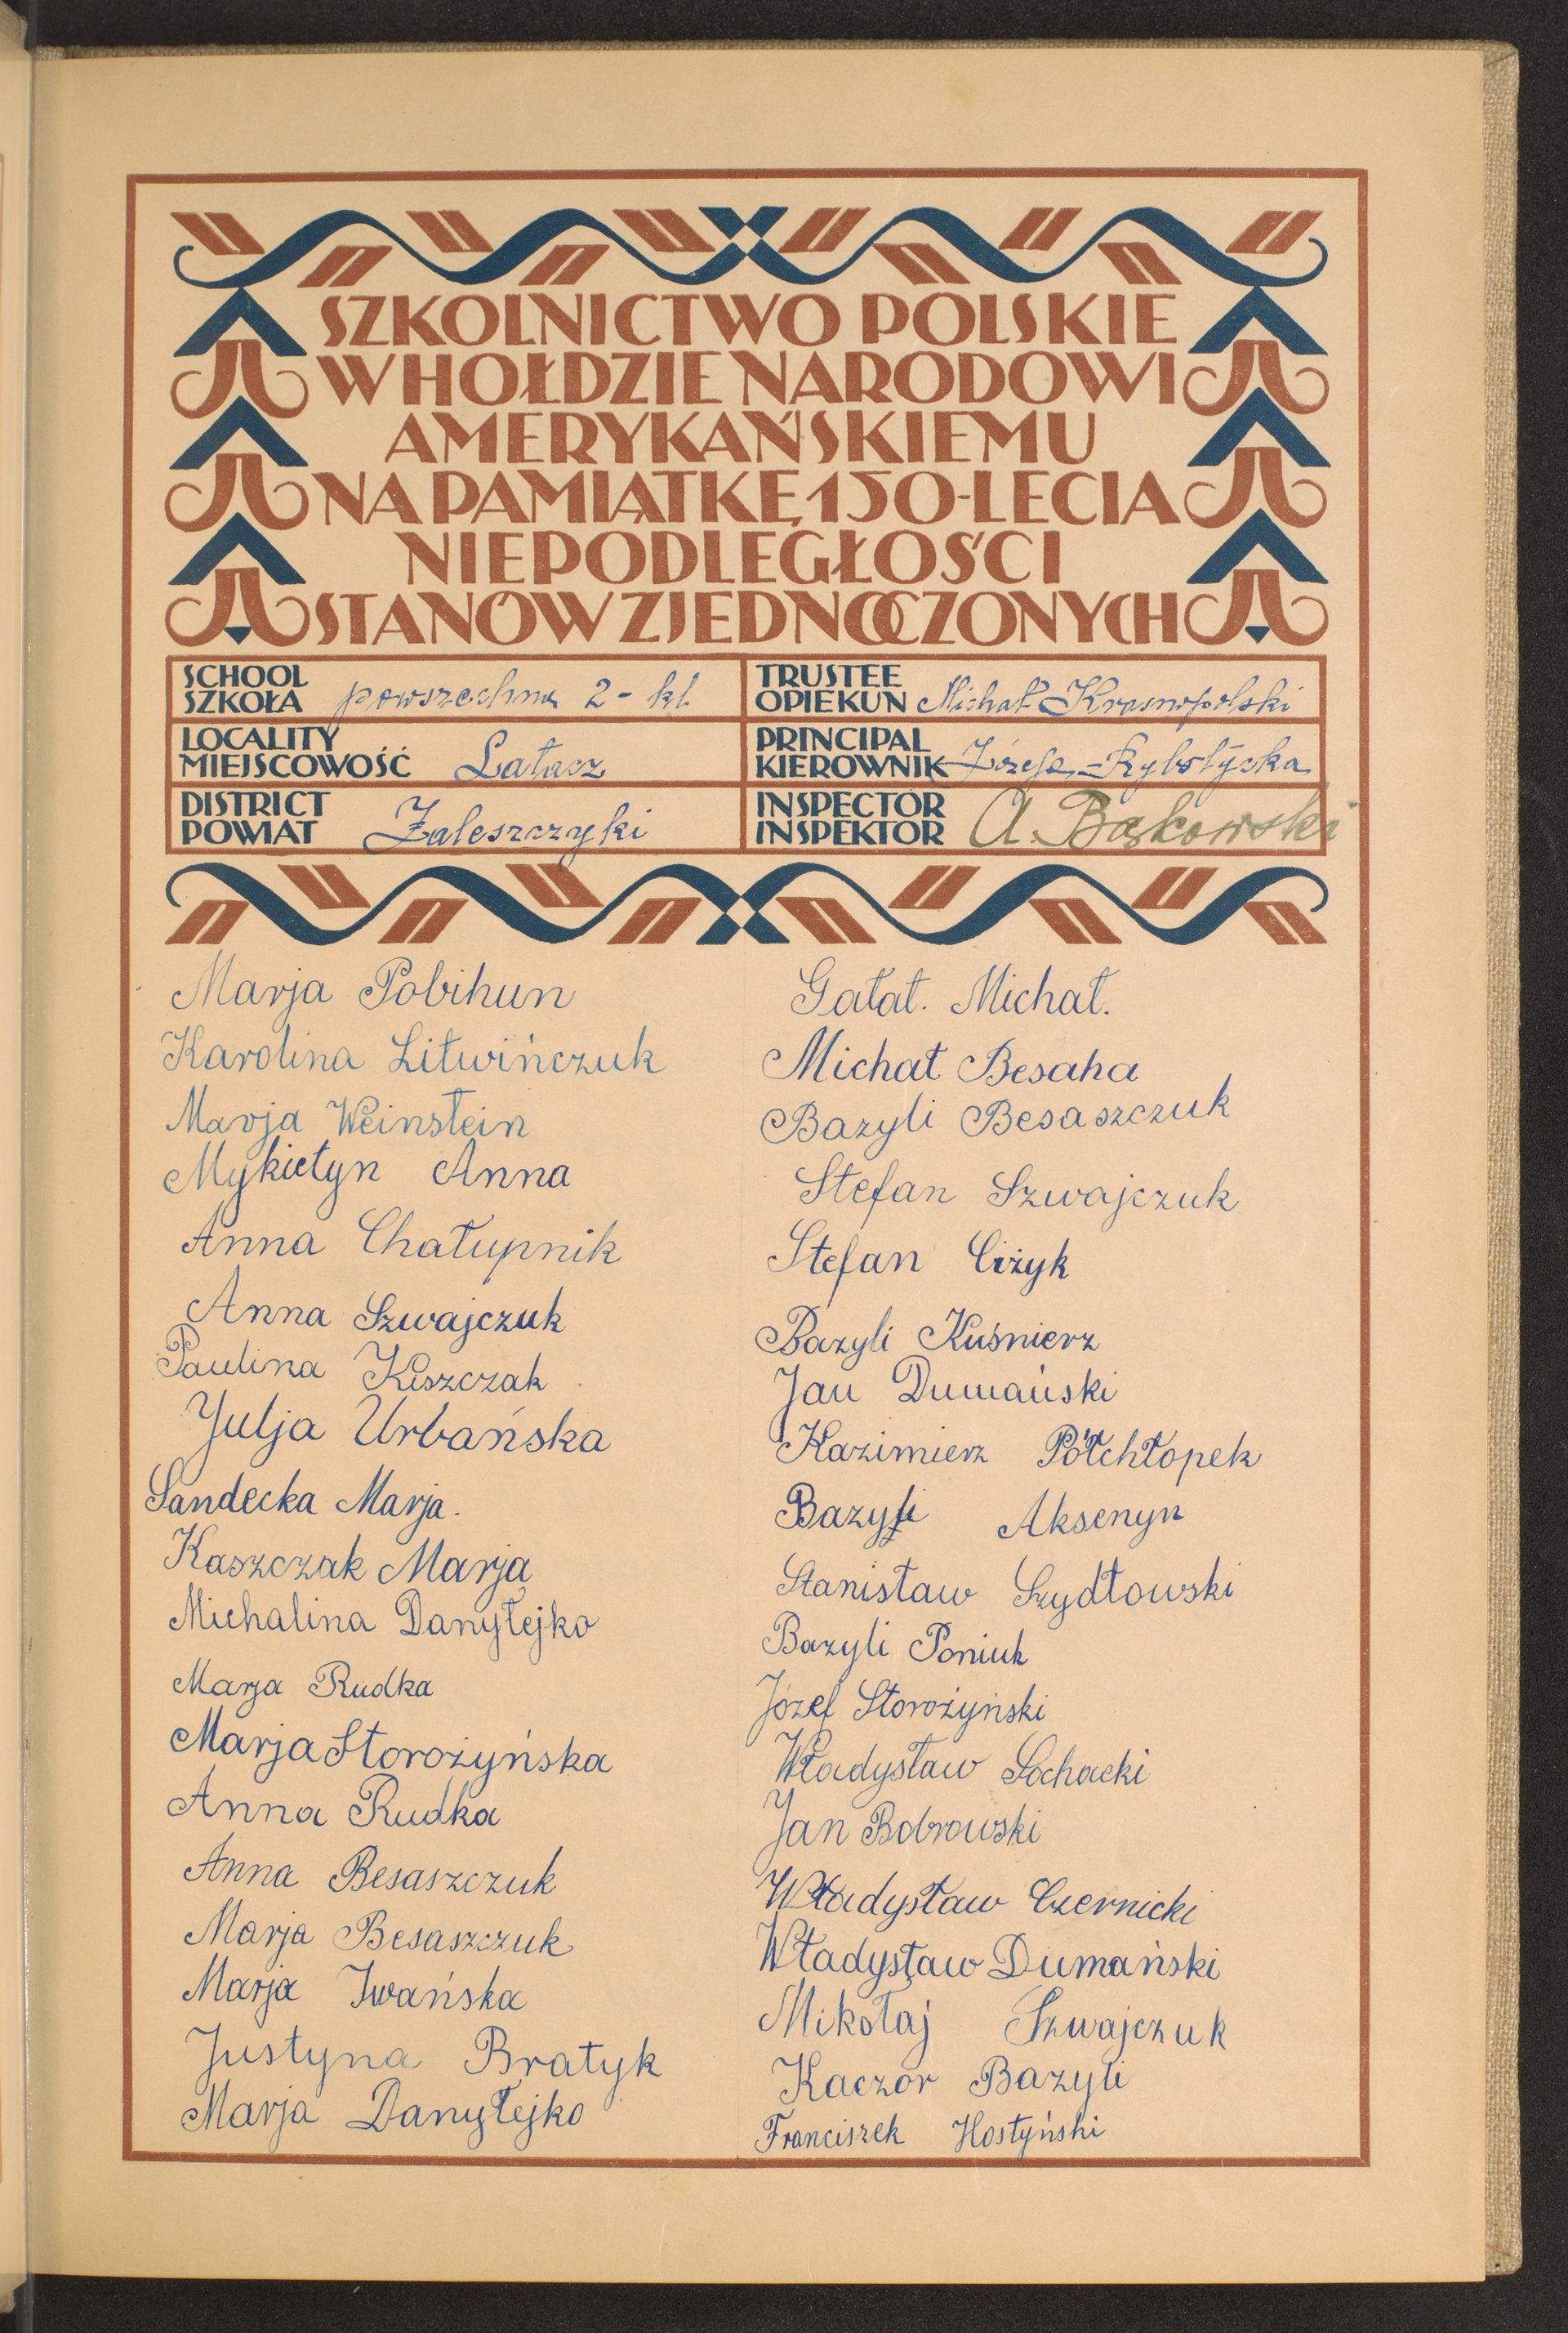 SZKOLNICTWO POLSKIE
W HOŁDZIE NARODOWI
AMERYKAŃSKIEMU
NA PAMIĄTKĘ 150-LECIA
NIEPODLEGŁOŚCI
STANÓW ZJEDNOCZONYCH
SCHOOL
SZKOŁA powszechna 2-kl.
TRUSTEE
OPIEKUN Michał Krasnopolski
LOCALITY
MIEJSCOWOŚĆ Łatacz
PRINCIPAL
KIEROWNIK Józefa Rybotycka
DISTRICT
POWIAT Zaleszczyki
INSPECTOR
INSPEKTOR A. Bąkowski
Marja Pobihun
Karolina Litwińczuk
Marja Weinstein
Mykietyn Anna
Anna Chałupnik
Anna Szwajczuk
Paulina Kiszczak
Julja Urbańska
Sandecka Marja.
Kaszczak Marja
Michalina Danyłejko
Marja Rudka
Marja Storożyńska
Anna Rudka
Anna Besaszczuk
Marja Besaszczuk
Marja Iwańska
Justyna Bratyk
Marja Danyłejko
Gałat. Michał.
Michał Besaha
Bazyli Besaszczuk
Stefan Szwajczuk
Stefan Ciżyk
Bazyli Kuśnierz
Jan Dumański
Kazimierz Półchłopek
Bazyli Aksenyn
Stanisław Szydłowski
Bazyli Poniuk
Józef Storożyński
Władysław Sochacki
Jan Bobrowski
Władysław Czernicki
Władysław Dumański
Mikołaj Szwajczuk
Kaczor Bazyli
Franciszek Hostyński